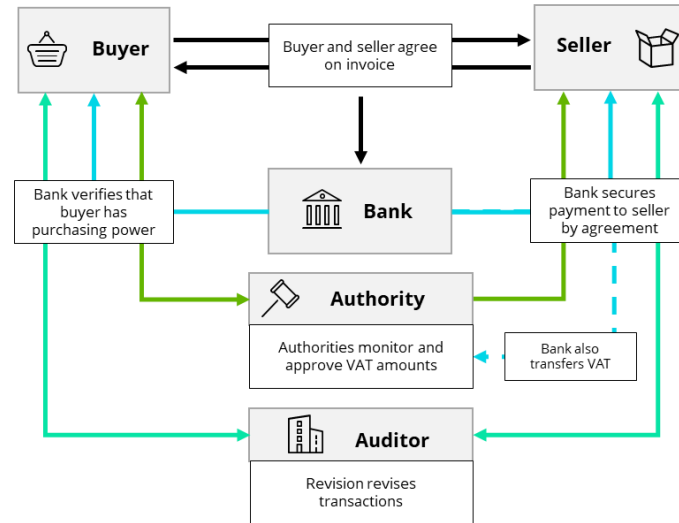 Buyer
Buyer and seller agree
on invoice
Seller
Bank verifies that
buyer has
purchasing power
Bank
Bank secures
payment to seller
by agreement
Authority
Authorities monitor and
approve VAT amounts
Bank also
transfers VAT
Auditor
Revision revises
transactions